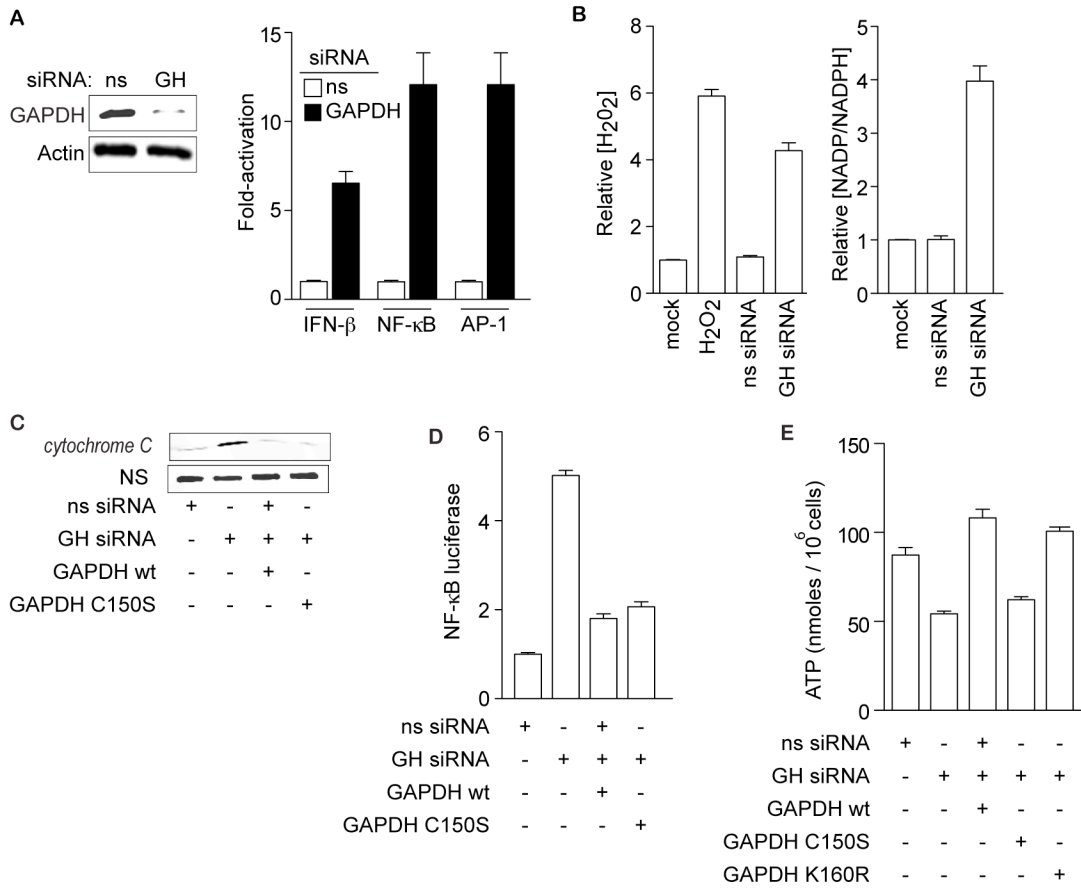 A
siRNA: ns GH
GAPDH
Actin
Fold-activation
15
10
5
0
siRNA
ns
GAPDH
IFN-β NF-κB AP-1
B
Relative [H2O2]
8
6
4
2
0
mock
H2O2
ns siRNA
GH siRNA
Relative [NADP/NADPH]
5
4
3
2
1
0
mock
ns siRNA
GH siRNA
C
cytochrome C
NS
ns siRNA + - + -
GH siRNA - + + +
GAPDH wt - - + -
GAPDH C150S - - - +
D
NF-κB luciferase
6
4
2
0
ns siRNA + - + -
GH siRNA - + + +
GAPDH wt - - + -
GAPDH C150S - - - +
E
ATP (nmoles / 10^6 cells)
150
100
50
0
ns siRNA + - + - -
GH siRNA - + + + +
GAPDH wt - - + - -
GAPDH C150S - - - + -
GAPDH K160R - - - - +